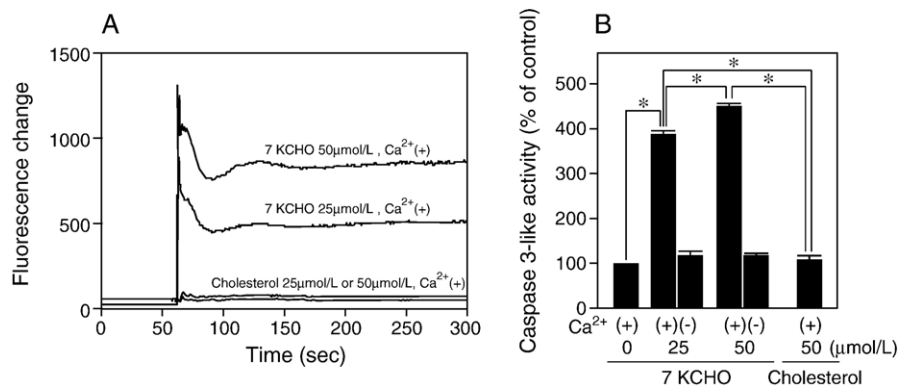 A
Fluorescence change
1500
1000
500
0
7 KCHO 50μmol/L , Ca²⁺(+)
7 KCHO 25μmol/L , Ca²⁺(+)
Cholesterol 25μmol/L or 50μmol/L, Ca²⁺(+)
0 50 100 150 200 250 300
Time (sec)
B
Caspase 3-like activity (% of control)
500
400
300
200
100
0
*
* *
*
Ca²⁺ (+) (+)(-) (+)(-) (+)
0 25 50 50 (μmol/L)
7 KCHO Cholesterol